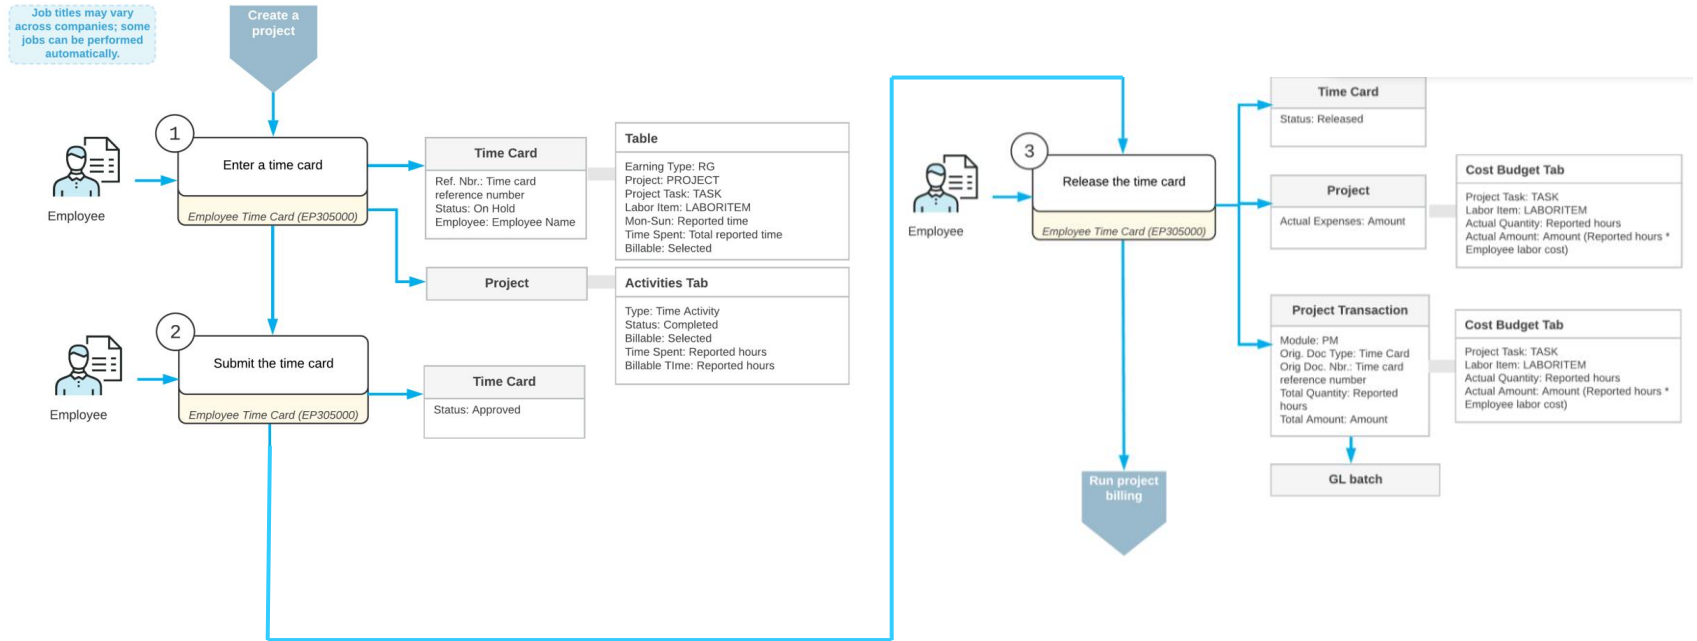 Job titles may vary
across companies; some
jobs can be performed
automatically.
Create a
project
1
Enter a time card
Employee Time Card (EP305000)
Employee
Time Card
Ref. Nbr.: Time card
reference number
Status: On Hold
Employee: Employee Name
Table
Earning Type: RG
Project: PROJECT
Project Task: TASK
Labor Item: LABORITEM
Mon-Sun: Reported time
Time Spent: Total reported time
Billable: Selected
Project
Activities Tab
Type: Time Activity
Status: Completed
Billable: Selected
Time Spent: Reported hours
Billable TIme: Reported hours
2
Submit the time card
Employee Time Card (EP305000)
Employee
Time Card
Status: Approved
3
Release the time card
Employee Time Card (EP305000)
Employee
Time Card
Status: Released
Project
Actual Expenses: Amount
Cost Budget Tab
Project Task: TASK
Labor Item: LABORITEM
Actual Quantity: Reported hours
Actual Amount: Amount (Reported hours *
Employee labor cost)
Project Transaction
Module: PM
Orig. Doc Type: Time Card
Orig Doc. Nbr.: Time card
reference number
Total Quantity: Reported
hours
Total Amount: Amount
Cost Budget Tab
Project Task: TASK
Labor Item: LABORITEM
Actual Quantity: Reported hours
Actual Amount: Amount (Reported hours *
Employee labor cost)
GL batch
Run project
billing